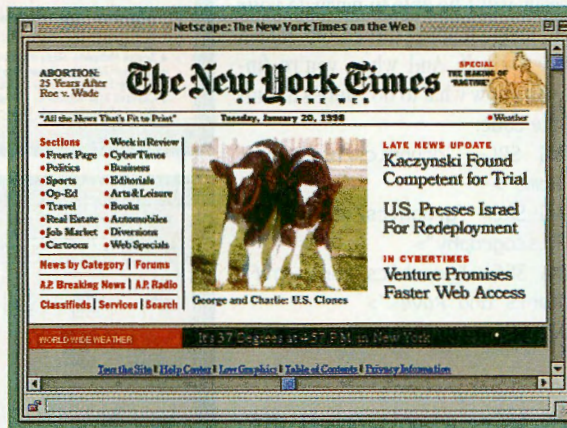 Netscape: The New York Times on the Web
ABORTION:
25 Years After
Roe v. Wade
The New York Times
ON THE WEB
SPECIAL
THE MAKING OF
"RAGTIME"
"All the News That's Fit to Print"
Tuesday, January 20, 1998
• Weather
Sections
• Front Page
• Politics
• Sports
• Op-Ed
• Travel
• Real Estate
• Job Market
• Cartoons
• Week in Review
• CyberTimes
• Business
• Editorials
• Arts & Leisure
• Books
• Automobiles
• Diversions
• Web Specials
News by Category | Forums
A.P. Breaking News | A.P. Radio
Classifieds | Services | Search
George and Charlie: U.S. Clones
LATE NEWS UPDATE
Kaczynski Found
Competent for Trial
U.S. Presses Israel
For Redeployment
IN CYBERTIMES
Venture Promises
Faster Web Access
WORLD WIDE WEATHER
It's 37 Degrees at 4:57 P.M. in New York
Tour the Site | Help Center | Low Graphics | Table of Contents | Privacy Information